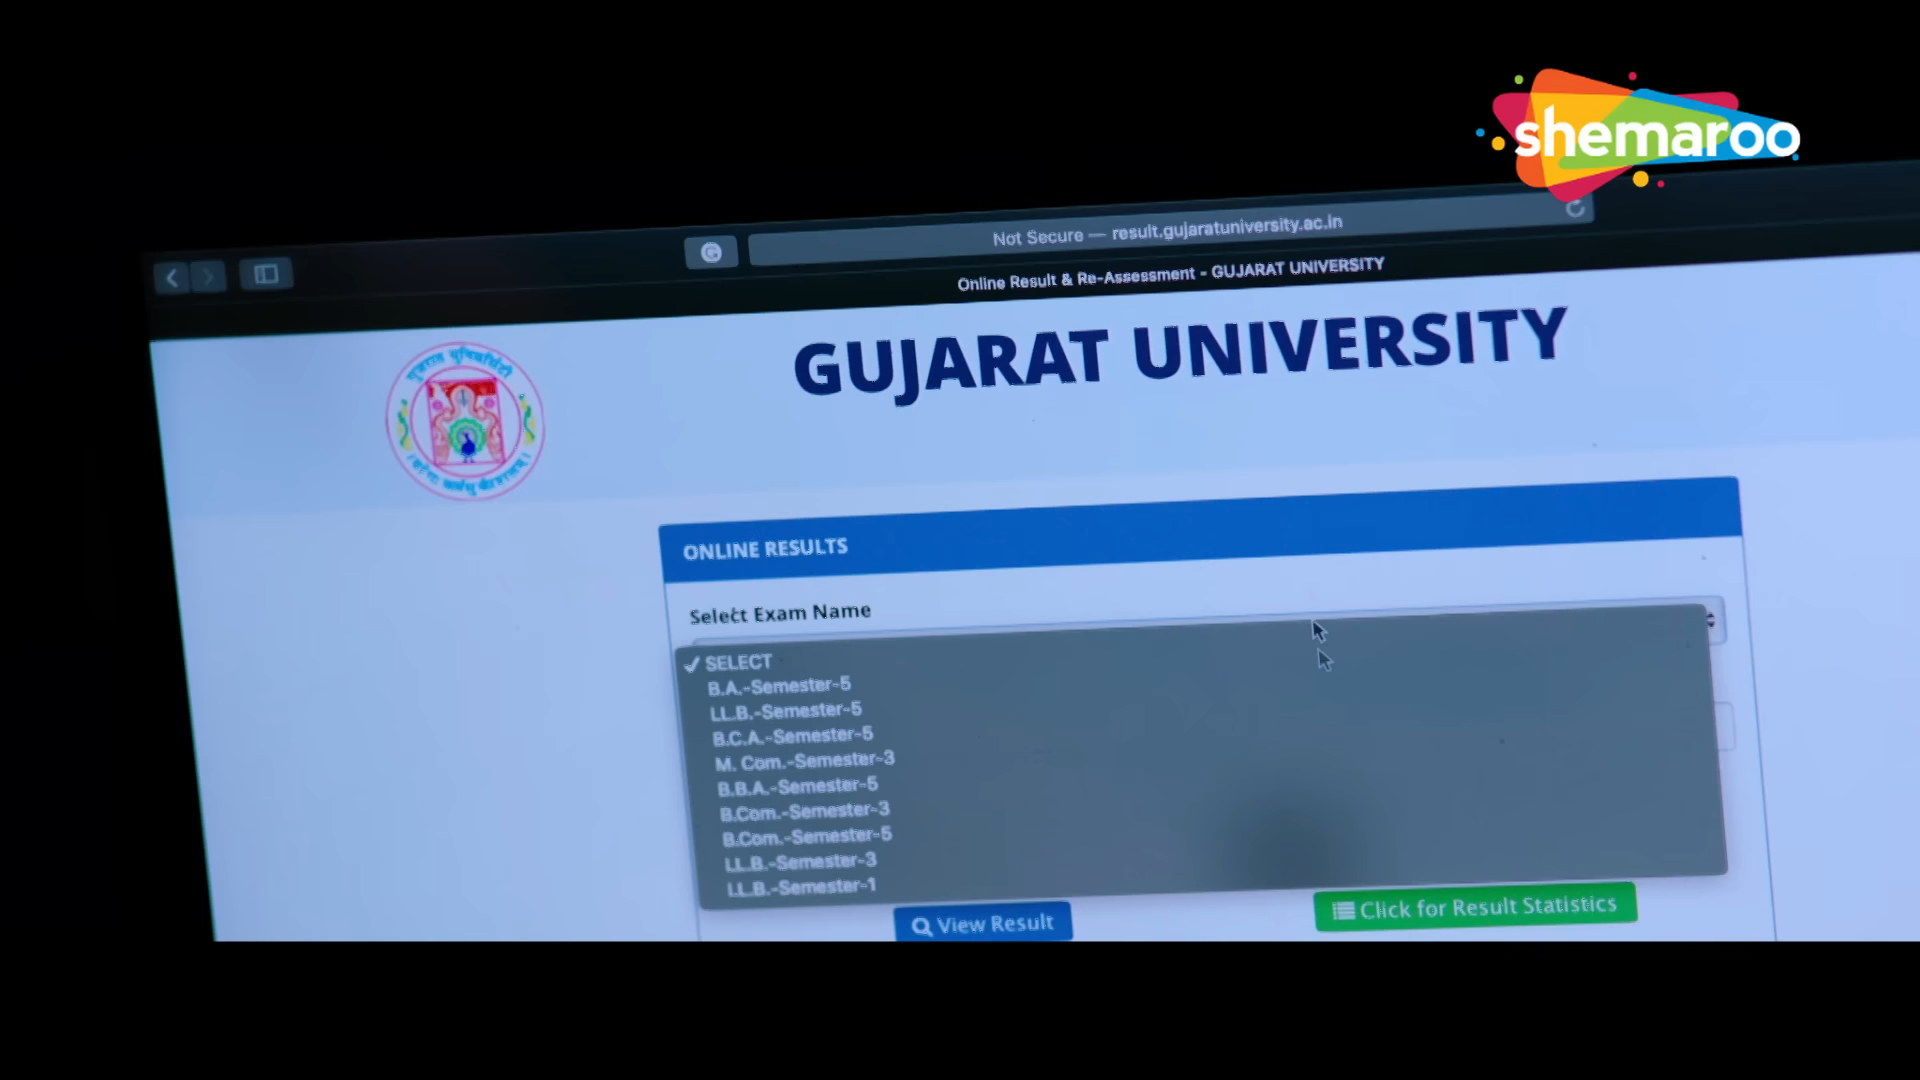 shemaroo
Not Secure — result.gujaratuniversity.ac.in
Online Result & Re-Assessment - GUJARAT UNIVERSITY
ગુજરાત યુનિવર્સિટી
GUJARAT UNIVERSITY
ONLINE RESULTS
Select Exam Name
✓ SELECT
B.A.-Semester-5
LL.B.-Semester-5
B.C.A.-Semester-5
M. Com.-Semester-3
B.B.A.-Semester-5
B.Com.-Semester-3
B.Com.-Semester-5
LL.B.-Semester-3
LL.B.-Semester-1
View Result
Click for Result Statistics